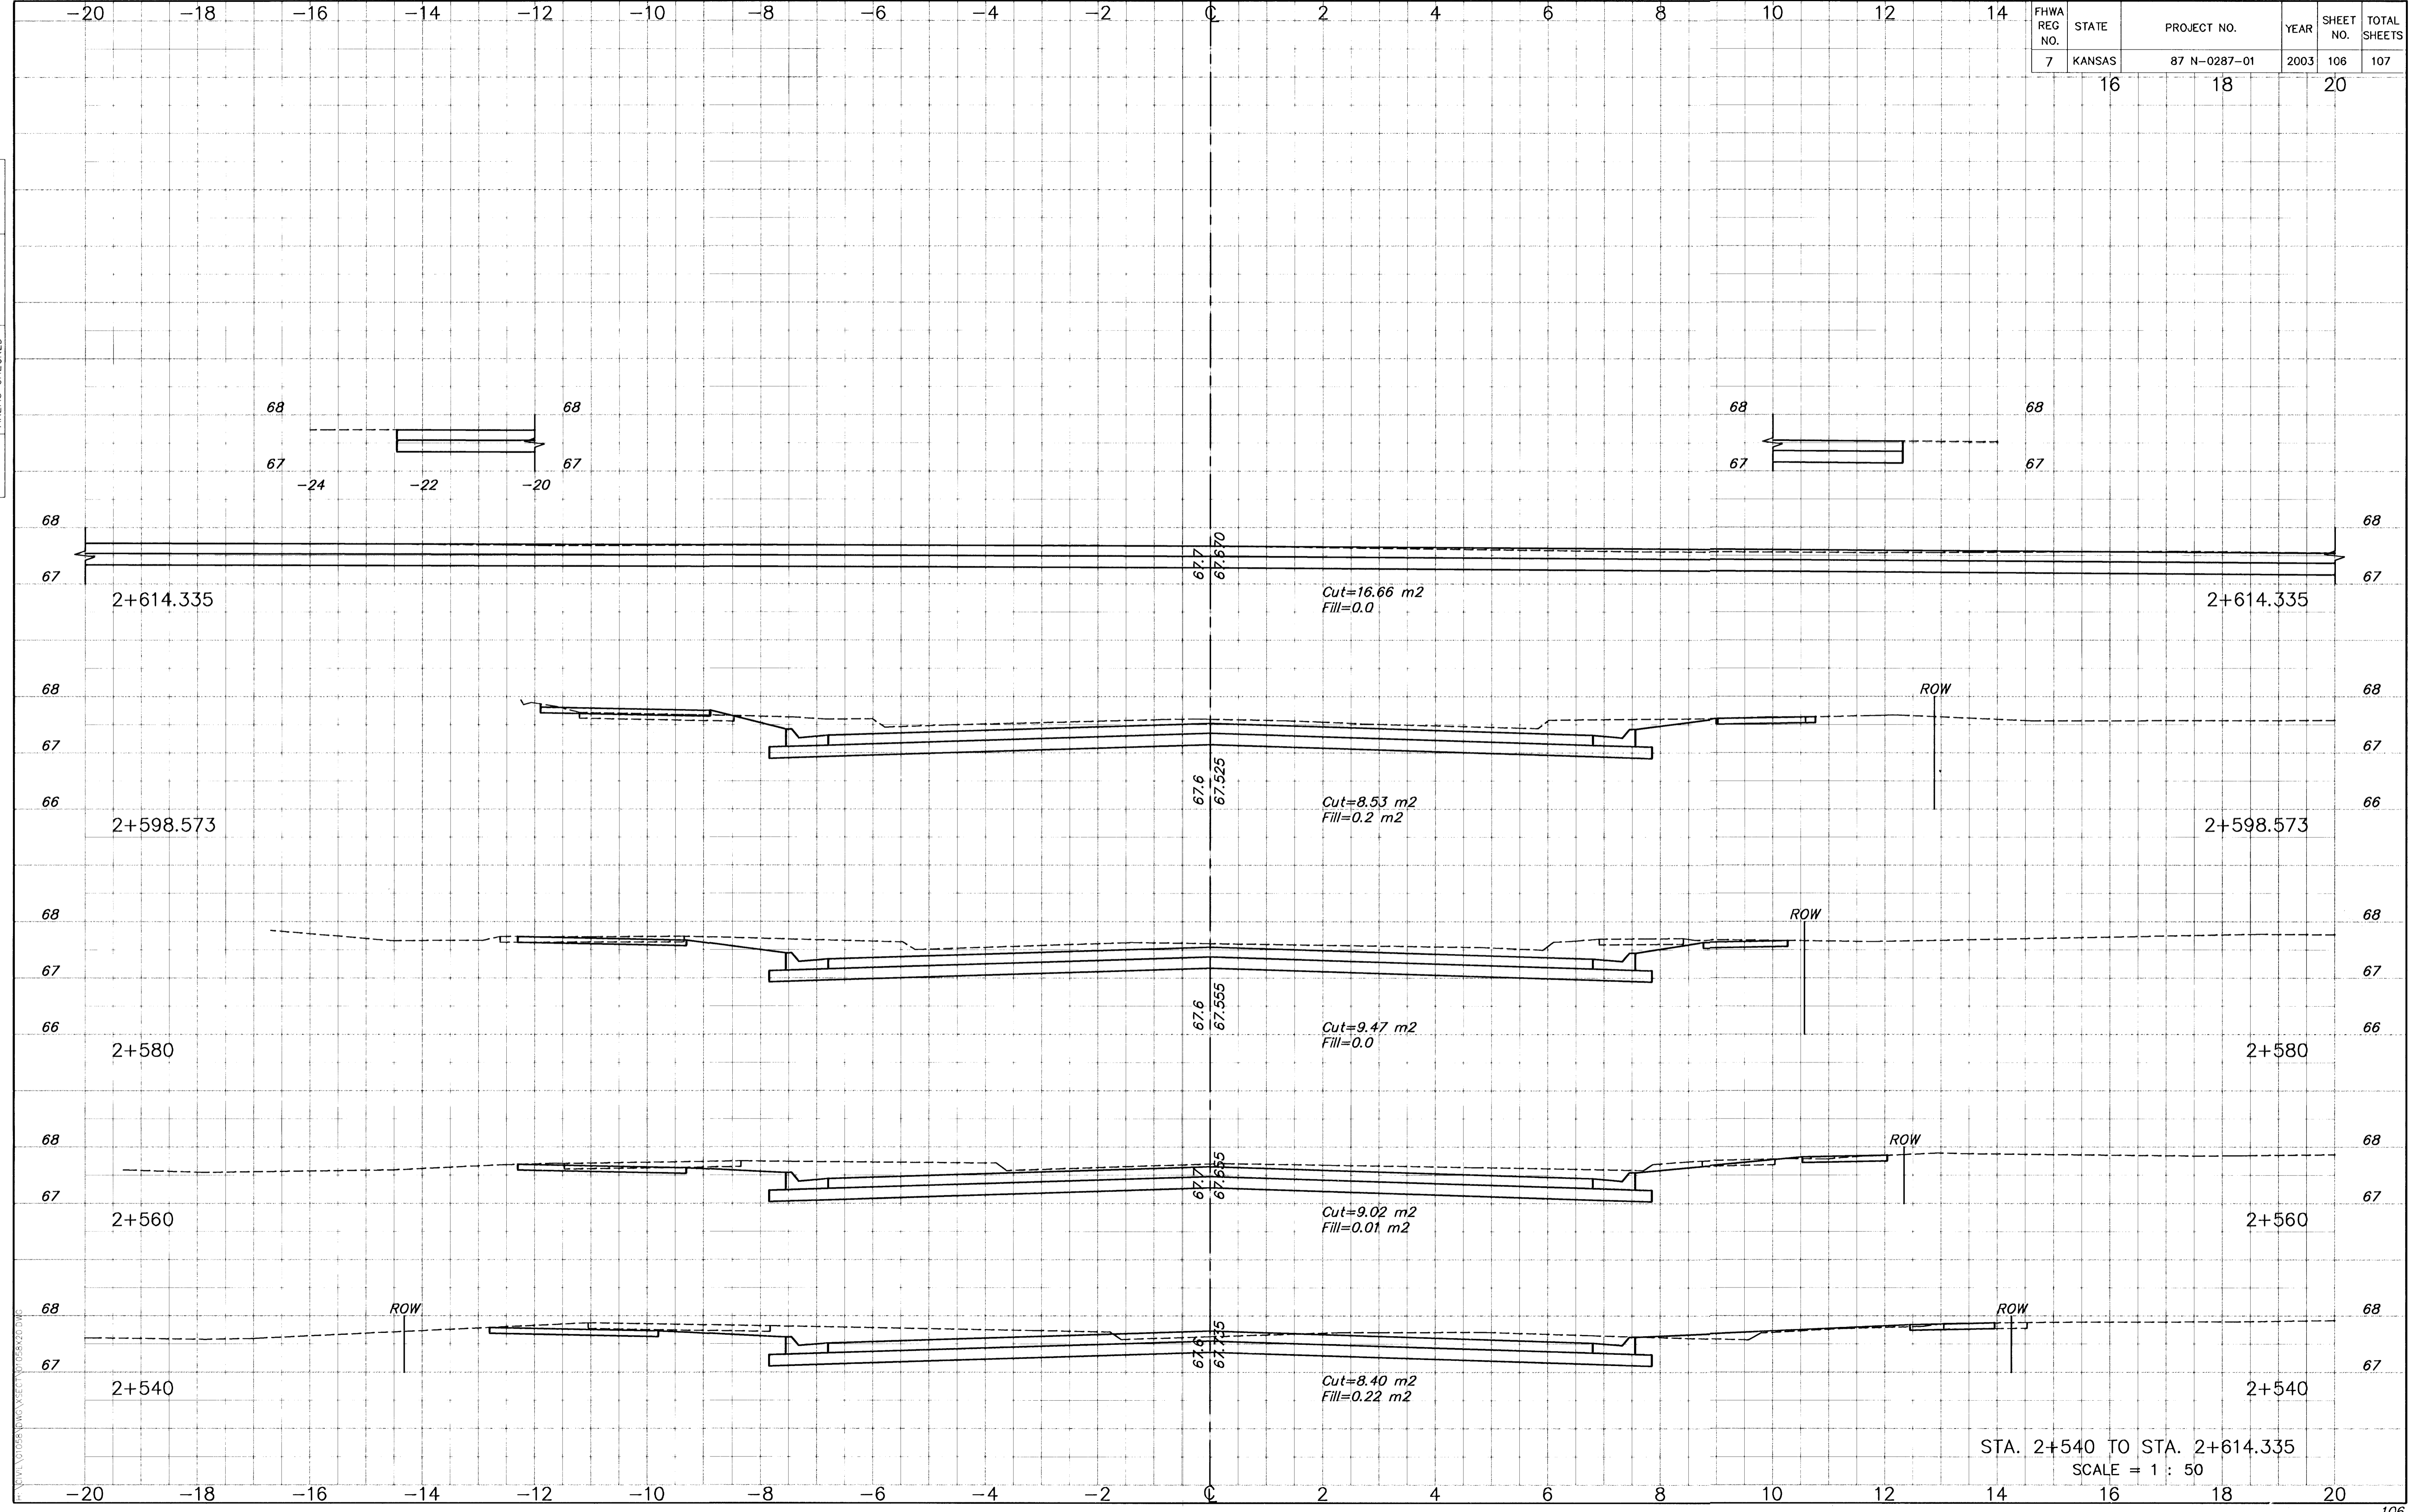 -20 -18 -16 -14 -12 -10 -8 -6 -4 -2 ℄ 2 4 6 8 10 12 14
FHWA REG NO. STATE PROJECT NO. YEAR SHEET NO. TOTAL SHEETS
7 KANSAS 87 N-0287-01 2003 106 107
16 18 20
68 68 68 68
67 67 67 67
-24 -22 -20
68 68
67.7 67.670
67 67
2+614.335 Cut=16.66 m2 2+614.335
Fill=0.0
68 ROW 68
67 67
67.6 67.525
66 Cut=8.53 m2 66
2+598.573 Fill=0.2 m2 2+598.573
68 ROW 68
67 67
67.6 67.555
66 Cut=9.47 m2 66
Fill=0.0
2+580 2+580
68 ROW 68
67.7 67.655
67 67
2+560 Cut=9.02 m2 2+560
Fill=0.01 m2
68 ROW ROW 68
67.6 67.735
67 67
2+540 Cut=8.40 m2 2+540
Fill=0.22 m2
STA. 2+540 TO STA. 2+614.335
SCALE = 1 : 50
-20 -18 -16 -14 -12 -10 -8 -6 -4 -2 ℄ 2 4 6 8 10 12 14 16 18 20